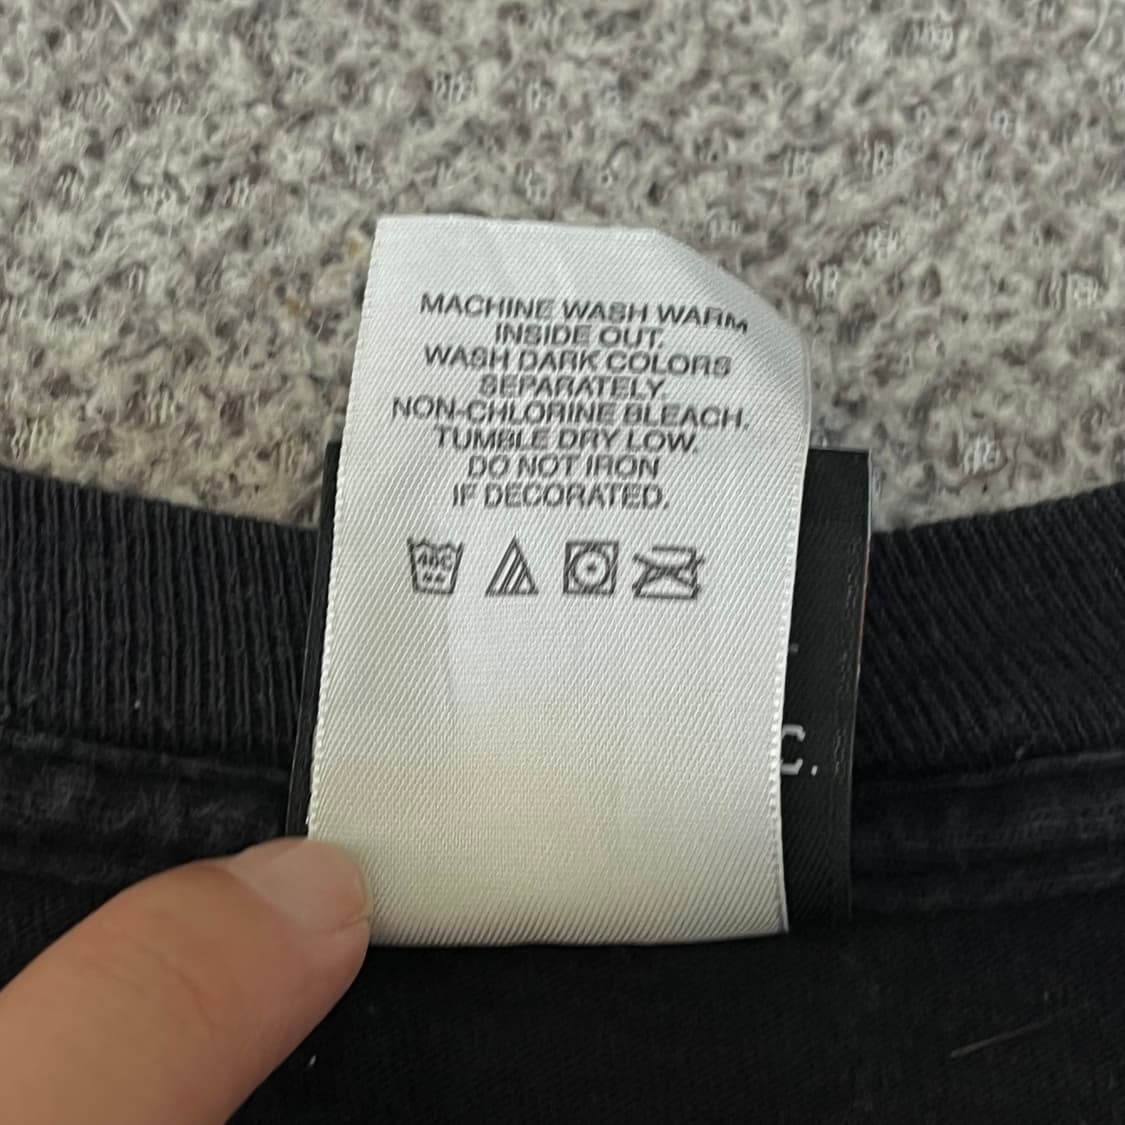 MACHINE WASH WARM
INSIDE OUT.
WASH DARK COLORS
SEPARATELY.
NON-CHLORINE BLEACH.
TUMBLE DRY LOW.
DO NOT IRON
IF DECORATED.
40C
C.